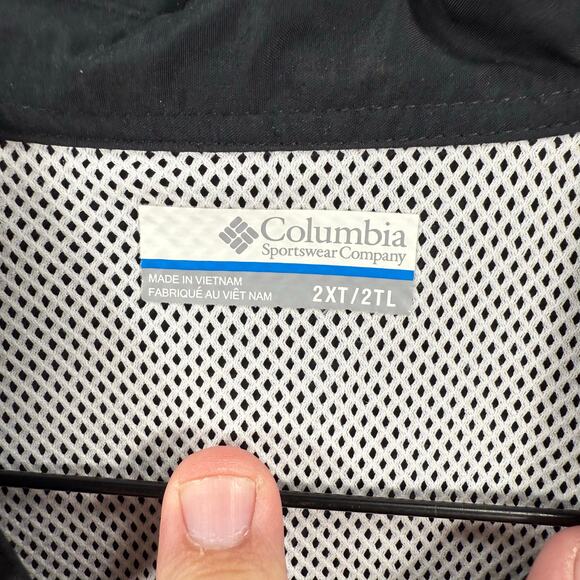 Columbia
Sportswear Company
MADE IN VIETNAM
FABRIQUÉ AU VIÊT NAM
2XT/2TL